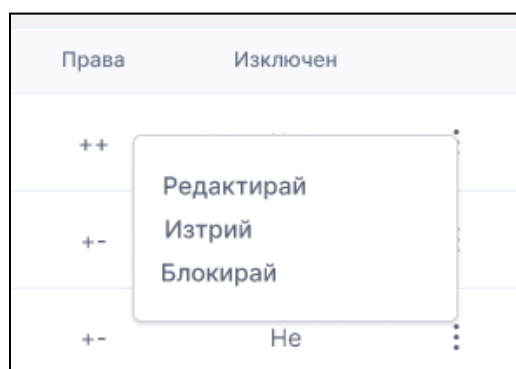 Права Изключен
++
Редактирай
Изтрий
+-
Блокирай
+- Не